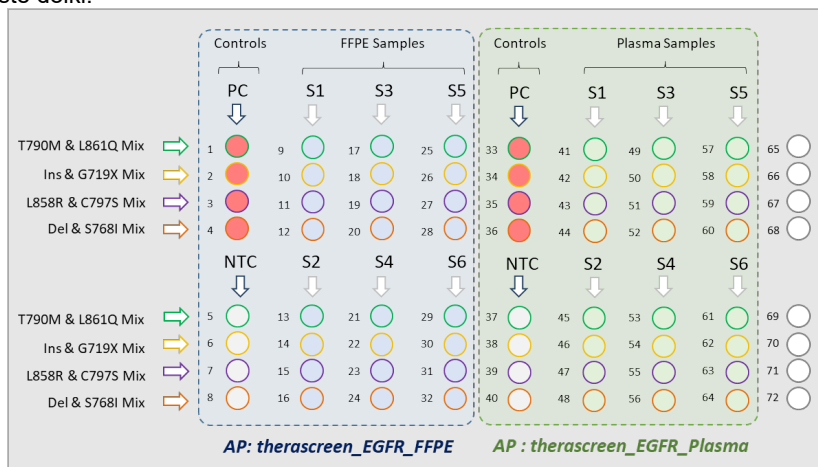 Controls FFPE Samples Controls Plasma Samples
PC S1 S3 S5 PC S1 S3 S5
T790M & L861Q Mix 1 9 17 25 33 41 49 57 65
Ins & G719X Mix 2 10 18 26 34 42 50 58 66
L858R & C797S Mix 3 11 19 27 35 43 51 59 67
Del & S768I Mix 4 12 20 28 36 44 52 60 68
NTC S2 S4 S6 NTC S2 S4 S6
T790M & L861Q Mix 5 13 21 29 37 45 53 61 69
Ins & G719X Mix 6 14 22 30 38 46 54 62 70
L858R & C797S Mix 7 15 23 31 39 47 55 63 71
Del & S768I Mix 8 16 24 32 40 48 56 64 72
AP: therascreen_EGFR_FFPE AP : therascreen_EGFR_Plasma